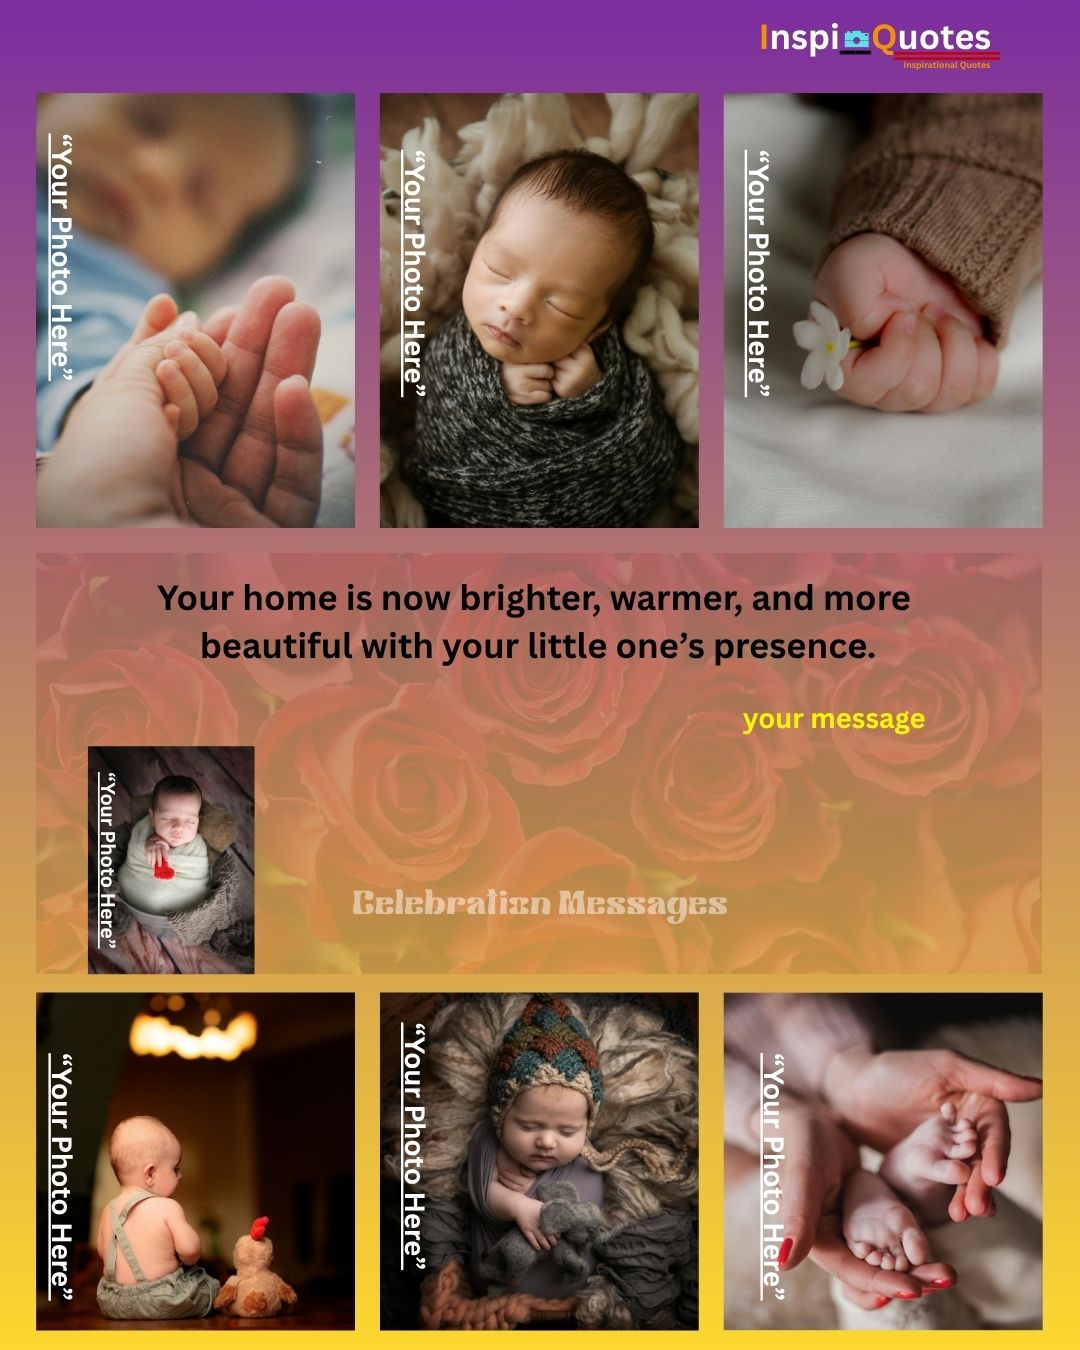 Inspi Quotes
inspirational Quotes
“Your Photo Here”
“Your Photo Here”
“Your Photo Here”
Your home is now brighter, warmer, and more
beautiful with your little one’s presence.
your message
“Your Photo Here”
Celebration Messages
“Your Photo Here”
“Your Photo Here”
“Your Photo Here”